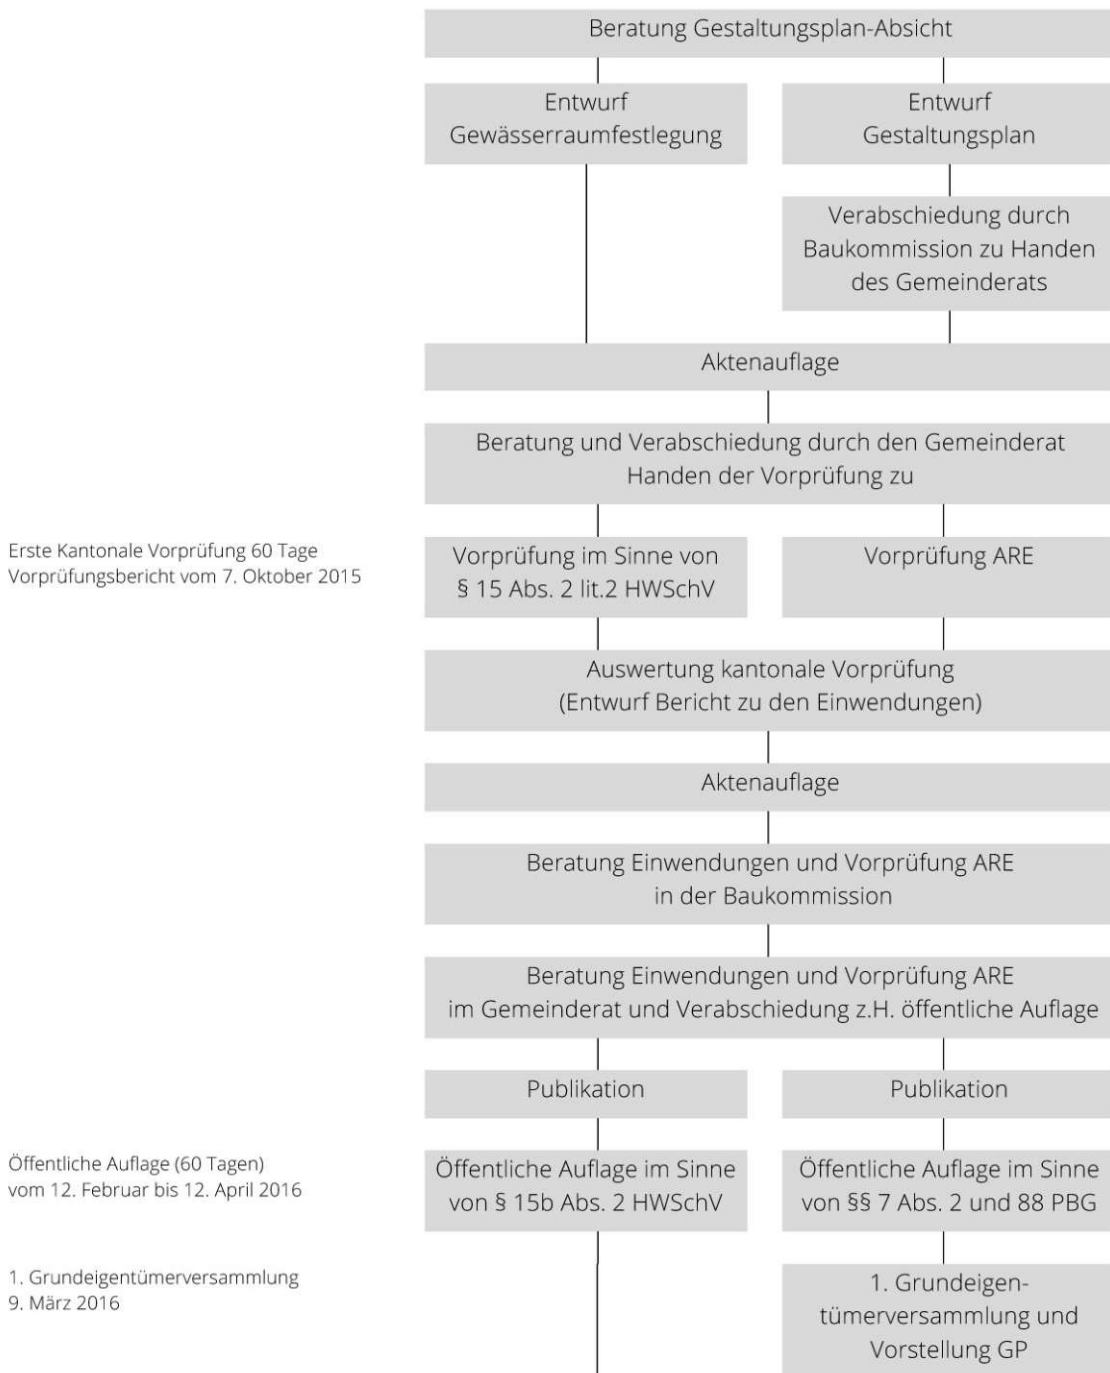 Beratung Gestaltungsplan-Absicht
Entwurf
Gewässerraumfestlegung
Entwurf
Gestaltungsplan
Verabschiedung durch
Baukommission zu Handen
des Gemeinderats
Aktenauflage
Beratung und Verabschiedung durch den Gemeinderat
Handen der Vorprüfung zu
Erste Kantonale Vorprüfung 60 Tage
Vorprüfungsbericht vom 7. Oktober 2015
Vorprüfung im Sinne von
§ 15 Abs. 2 lit.2 HWSchV
Vorprüfung ARE
Auswertung kantonale Vorprüfung
(Entwurf Bericht zu den Einwendungen)
Aktenauflage
Beratung Einwendungen und Vorprüfung ARE
in der Baukommission
Beratung Einwendungen und Vorprüfung ARE
im Gemeinderat und Verabschiedung z.H. öffentliche Auflage
Publikation
Publikation
Öffentliche Auflage (60 Tagen)
vom 12. Februar bis 12. April 2016
Öffentliche Auflage im Sinne
von § 15b Abs. 2 HWSchV
Öffentliche Auflage im Sinne
von §§ 7 Abs. 2 und 88 PBG
1. Grundeigentümerversammlung
9. März 2016
1. Grundeigen-
tümerversammlung und
Vorstellung GP